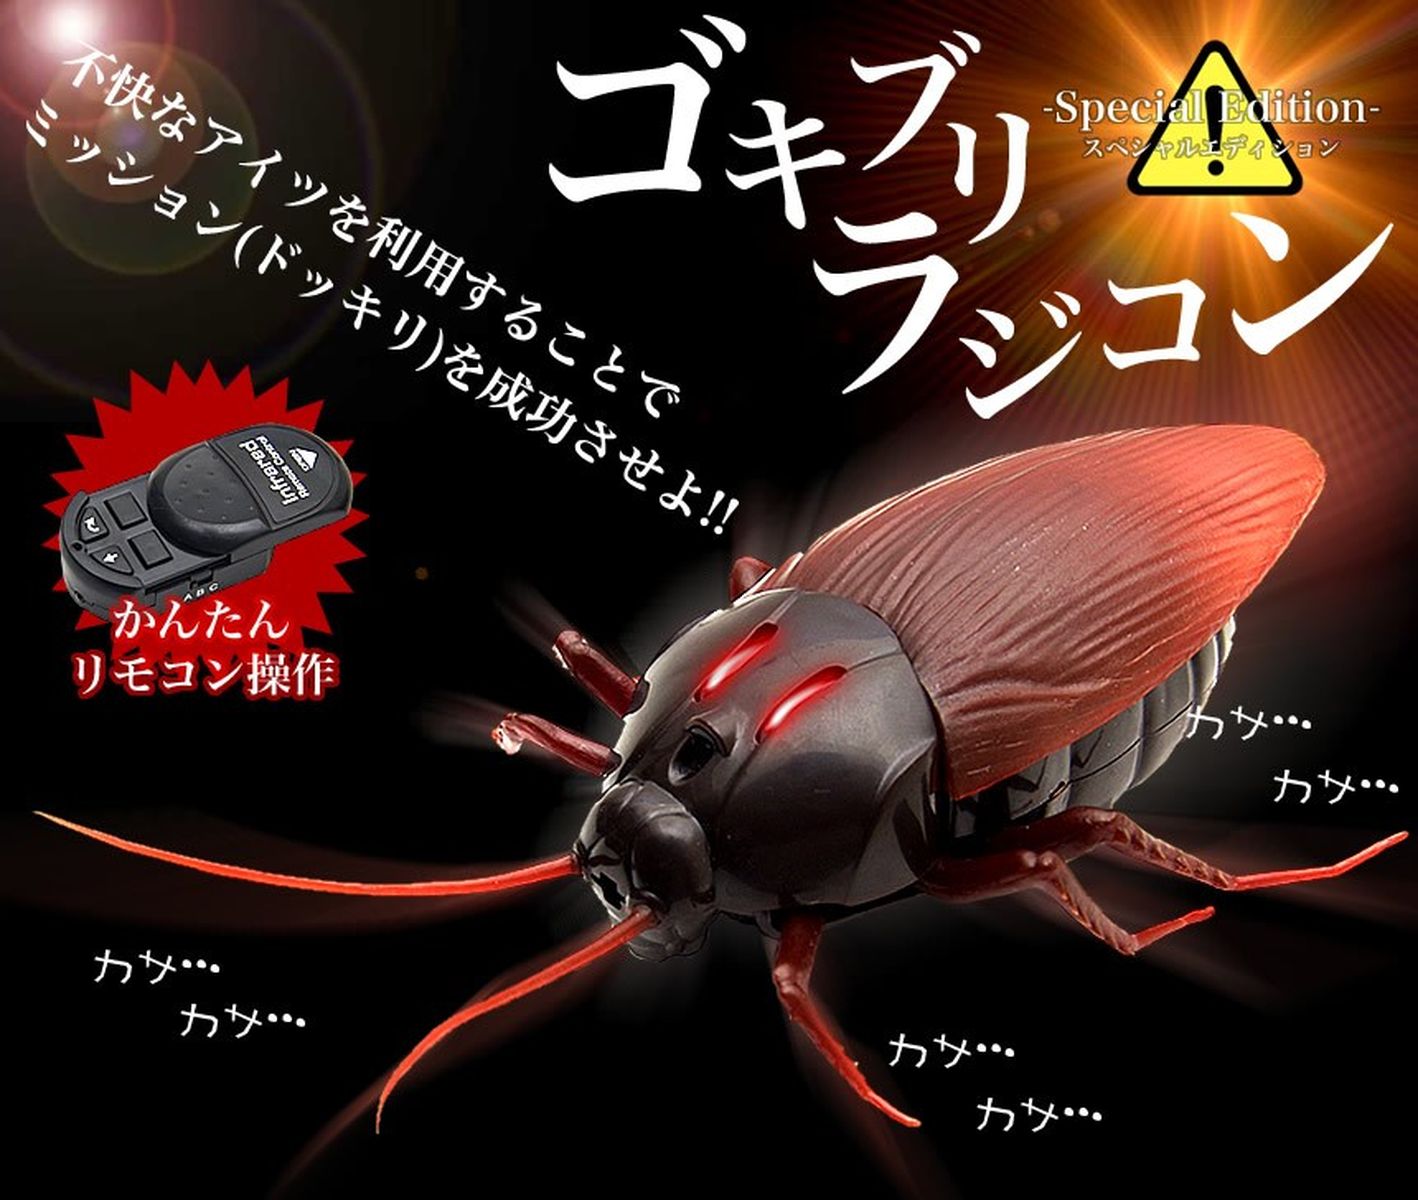 ゴキブリ
ラジコン
-Special Edition-
スペシャルエディション
不快なアイツを利用することで
ミッション(ドッキリ)を成功させよ!!
Infrared
Remote Control
A B C
かんたん
リモコン操作
カサ…
カサ…
カサ…
カサ…
カサ…
カサ…